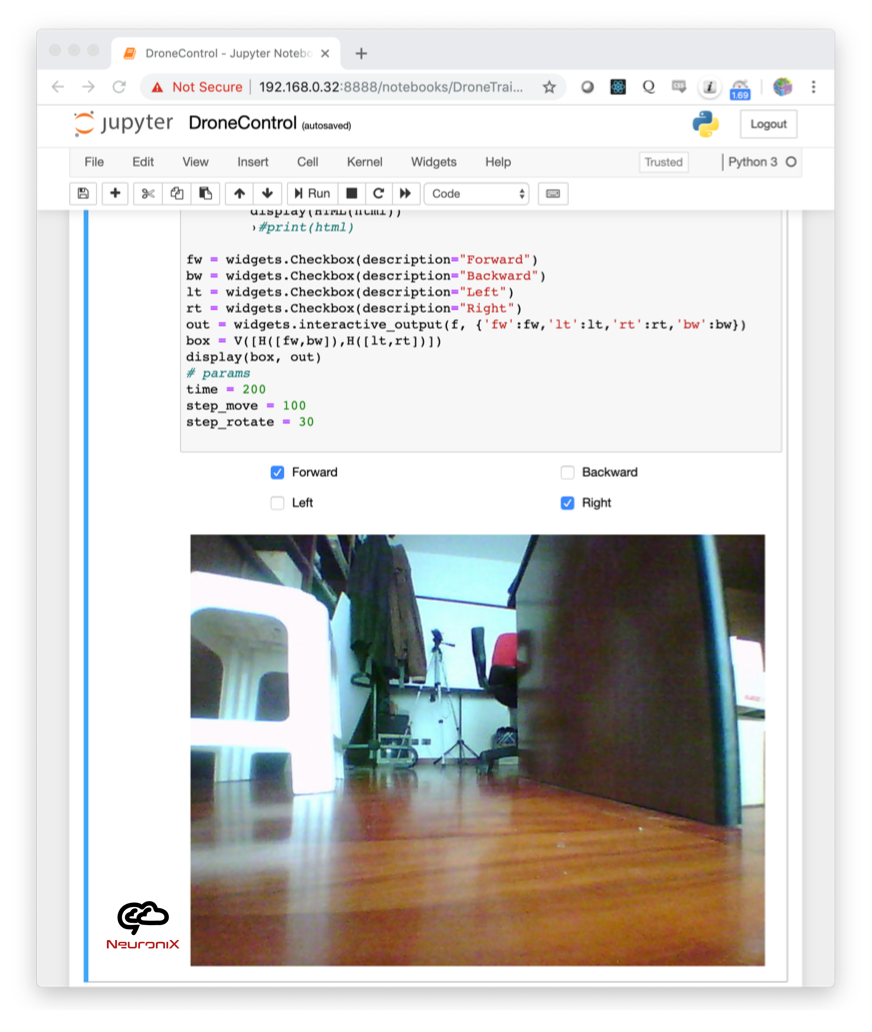 DroneControl - Jupyter Notebo
Not Secure | 192.168.0.32:8888/notebooks/DroneTrai...
1.69
jupyter DroneControl (autosaved)
Logout
File Edit View Insert Cell Kernel Widgets Help
Trusted | Python 3
Run
Code
display(HTML(html))
#print(html)
fw = widgets.Checkbox(description="Forward")
bw = widgets.Checkbox(description="Backward")
lt = widgets.Checkbox(description="Left")
rt = widgets.Checkbox(description="Right")
out = widgets.interactive_output(f, {'fw':fw,'lt':lt,'rt':rt,'bw':bw})
box = V([H([fw,bw]),H([lt,rt])])
display(box, out)
# params
time = 200
step_move = 100
step_rotate = 30
Forward Backward
Left Right
NeuroniX